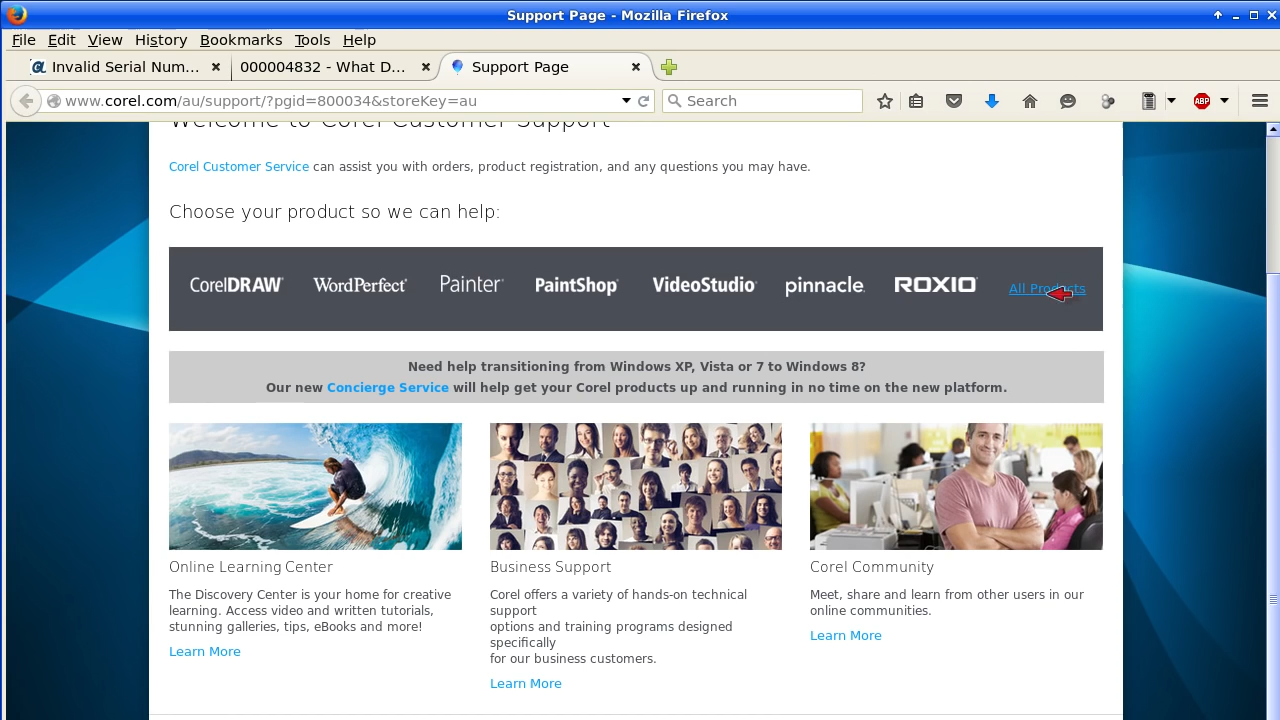 Support Page - Mozilla Firefox
File Edit View History Bookmarks Tools Help
Invalid Serial Num...
000004832 - What D...
Support Page
www.corel.com/au/support/?pgid=800034&storeKey=au
Search
ABP
Welcome to Corel Customer Support
Corel Customer Service can assist you with orders, product registration, and any questions you may have.
Choose your product so we can help:
CorelDRAW WordPerfect Painter PaintShop VideoStudio pinnacle ROXIO All Products
Need help transitioning from Windows XP, Vista or 7 to Windows 8?
Our new Concierge Service will help get your Corel products up and running in no time on the new platform.
Online Learning Center
The Discovery Center is your home for creative
learning. Access video and written tutorials,
stunning galleries, tips, eBooks and more!
Learn More
Business Support
Corel offers a variety of hands-on technical
support
options and training programs designed
specifically
for our business customers.
Learn More
Corel Community
Meet, share and learn from other users in our
online communities.
Learn More